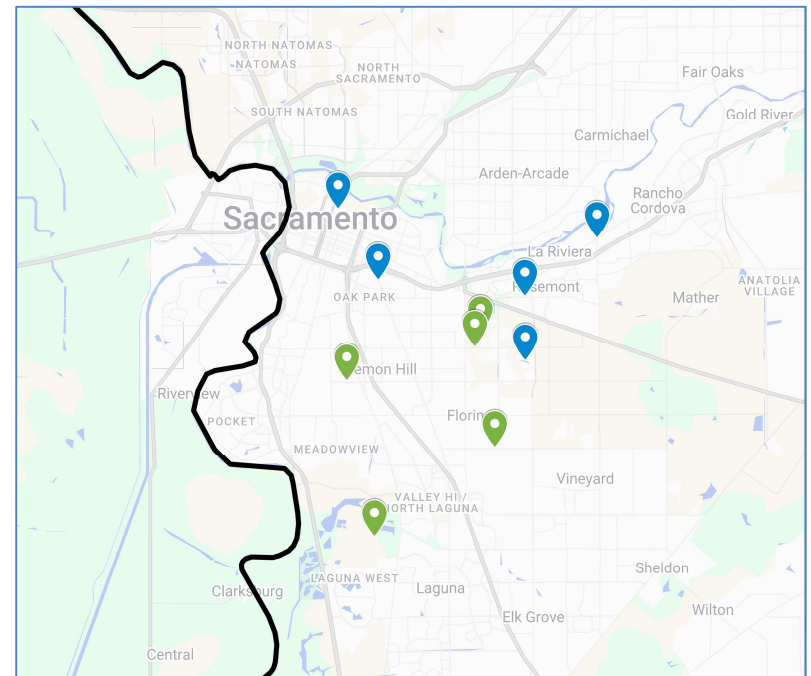 NORTH NATOMAS
NATOMAS
NORTH
SACRAMENTO
Fair Oaks
SOUTH NATOMAS
Gold River
Carmichael
Arden-Arcade
Rancho
Cordova
Sacramento
La Riviera
Rosemont
ANATOLIA
VILLAGE
OAK PARK
Mather
Lemon Hill
Riverview
POCKET
Florin
MEADOWVIEW
Vineyard
VALLEY HI /
NORTH LAGUNA
Sheldon
LAGUNA WEST
Clarksburg
Laguna
Wilton
Elk Grove
Central